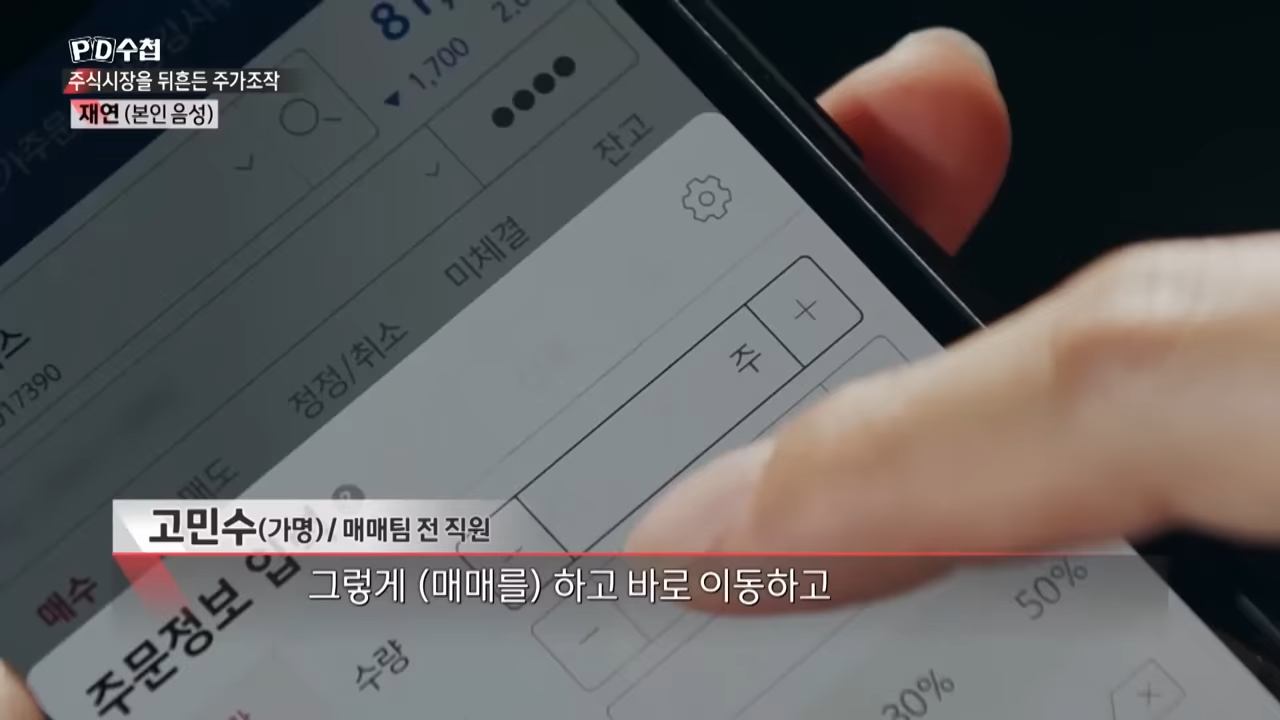 PD수첩
주식시장을 뒤흔든 주가조작
재연 (본인 음성)
1,700
잔고
미체결
정정/취소
매도
매수
017390
주
주문정보
수량
50%
30%
고민수(가명) / 매매팀 전 직원
그렇게 (매매를) 하고 바로 이동하고